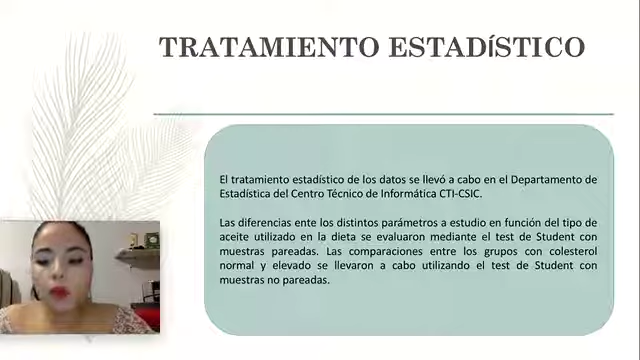 TRATAMIENTO ESTADÍSTICO
El tratamiento estadístico de los datos se llevó a cabo en el Departamento de
Estadística del Centro Técnico de Informática CTI-CSIC.
Las diferencias ente los distintos parámetros a estudio en función del tipo de
aceite utilizado en la dieta se evaluaron mediante el test de Student con
muestras pareadas. Las comparaciones entre los grupos con colesterol
normal y elevado se llevaron a cabo utilizando el test de Student con
muestras no pareadas.